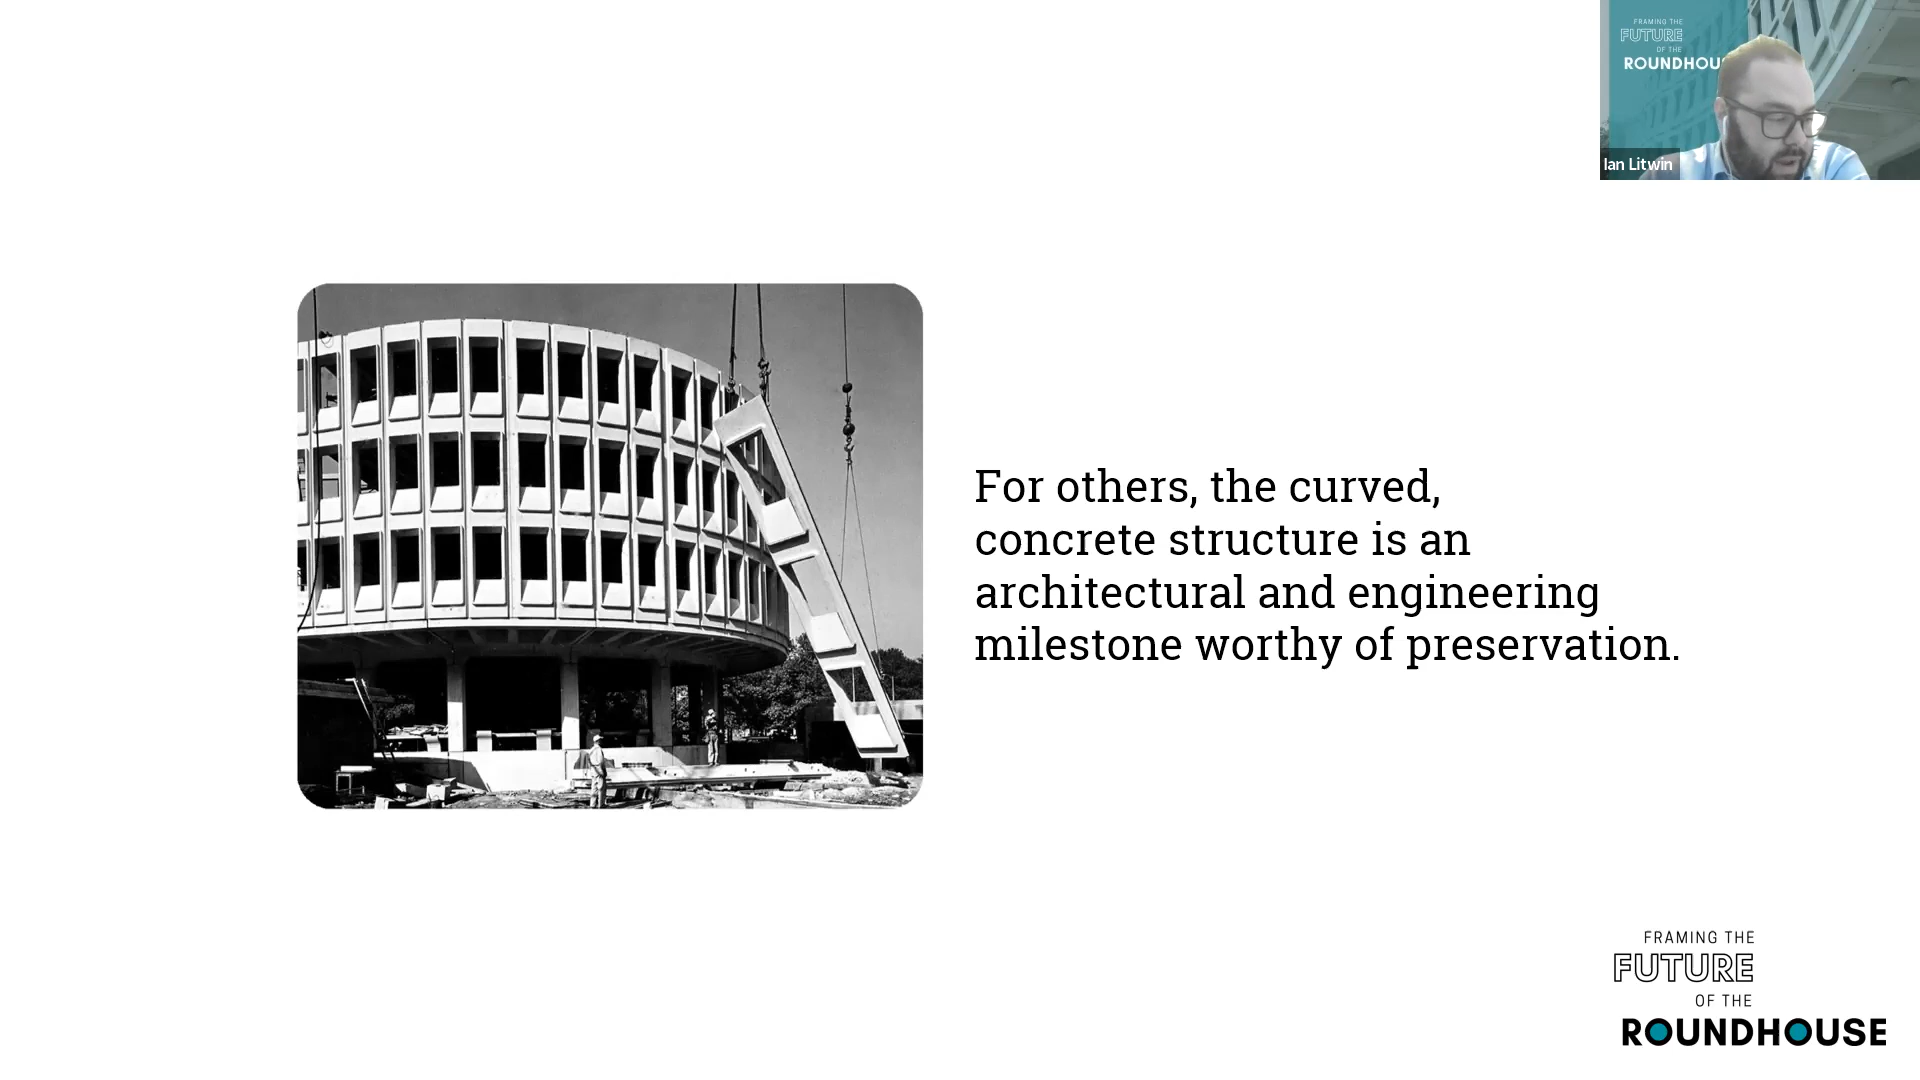 FRAMING THE
FUTURE
OF THE
ROUNDHOUS
Ian Litwin
For others, the curved,
concrete structure is an
architectural and engineering
milestone worthy of preservation.
FRAMING THE
FUTURE
OF THE
ROUNDHOUSE